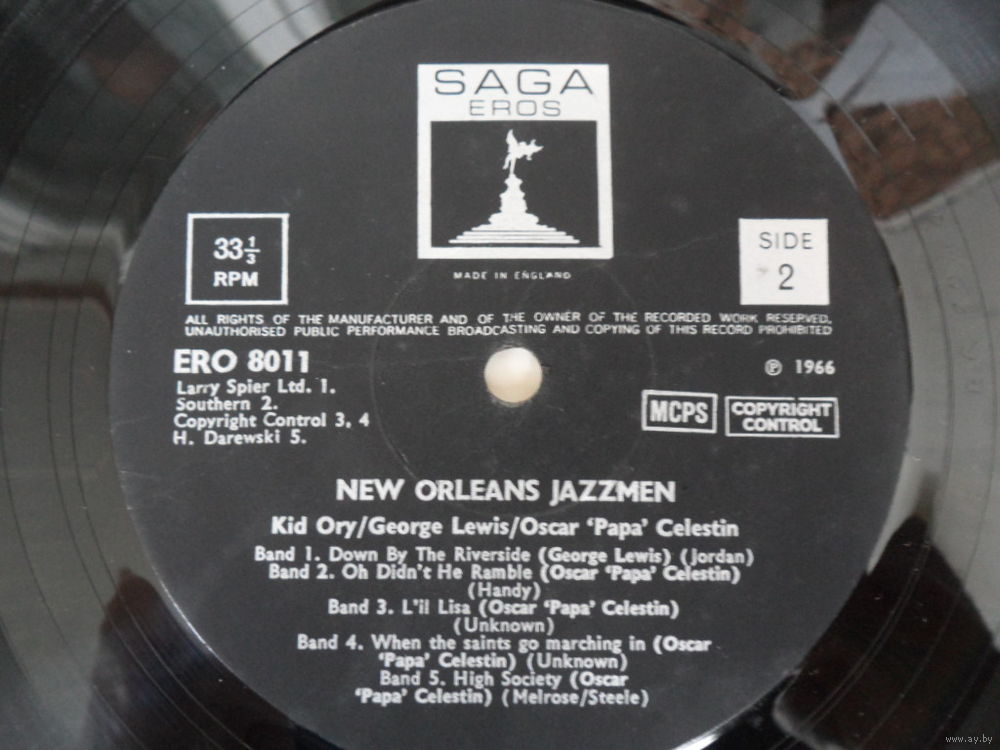 SAGA
EROS
MADE IN ENGLAND
33 1/3
RPM
SIDE
2
ALL RIGHTS OF THE MANUFACTURER AND OF THE OWNER OF THE RECORDED WORK RESERVED,
UNAUTHORISED PUBLIC PERFORMANCE BROADCASTING AND COPYING OF THIS RECORD PROHIBITED
ERO 8011
Larry Spier Ltd. 1.
Southern 2.
Copyright Control 3, 4
H. Darewski 5.
℗ 1966
MCPS
COPYRIGHT
CONTROL
NEW ORLEANS JAZZMEN
Kid Ory/George Lewis/Oscar ‘Papa’ Celestin
Band 1. Down By The Riverside (George Lewis) (Jordan)
Band 2. Oh Didn't He Ramble (Oscar ‘Papa’ Celestin)
(Handy)
Band 3. L'il Lisa (Oscar ‘Papa’ Celestin)
(Unknown)
Band 4. When the saints go marching in (Oscar
‘Papa’ Celestin) (Unknown)
Band 5. High Society (Oscar
‘Papa’ Celestin) (Melrose/Steele)
www.ay.by